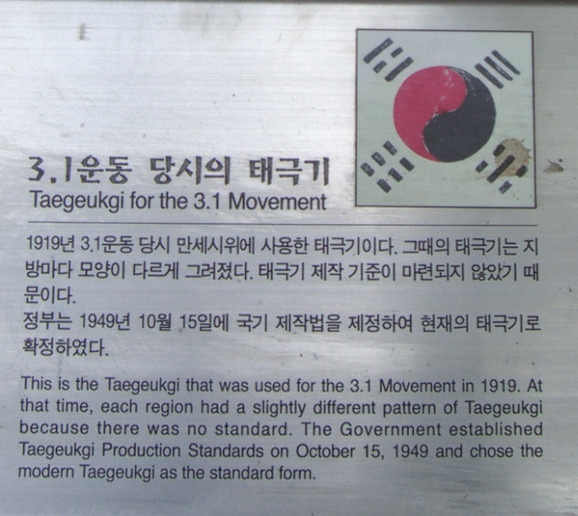 3.1운동 당시의 태극기
Taegeukgi for the 3.1 Movement
1919년 3.1운동 당시 만세시위에 사용한 태극기이다. 그때의 태극기는 지
방마다 모양이 다르게 그려졌다. 태극기 제작 기준이 마련되지 않았기 때
문이다.
정부는 1949년 10월 15일에 국기 제작법을 제정하여 현재의 태극기로
확정하였다.
This is the Taegeukgi that was used for the 3.1 Movement in 1919. At
that time, each region had a slightly different pattern of Taegeukgi
because there was no standard. The Government established
Taegeukgi Production Standards on October 15, 1949 and chose the
modern Taegeukgi as the standard form.